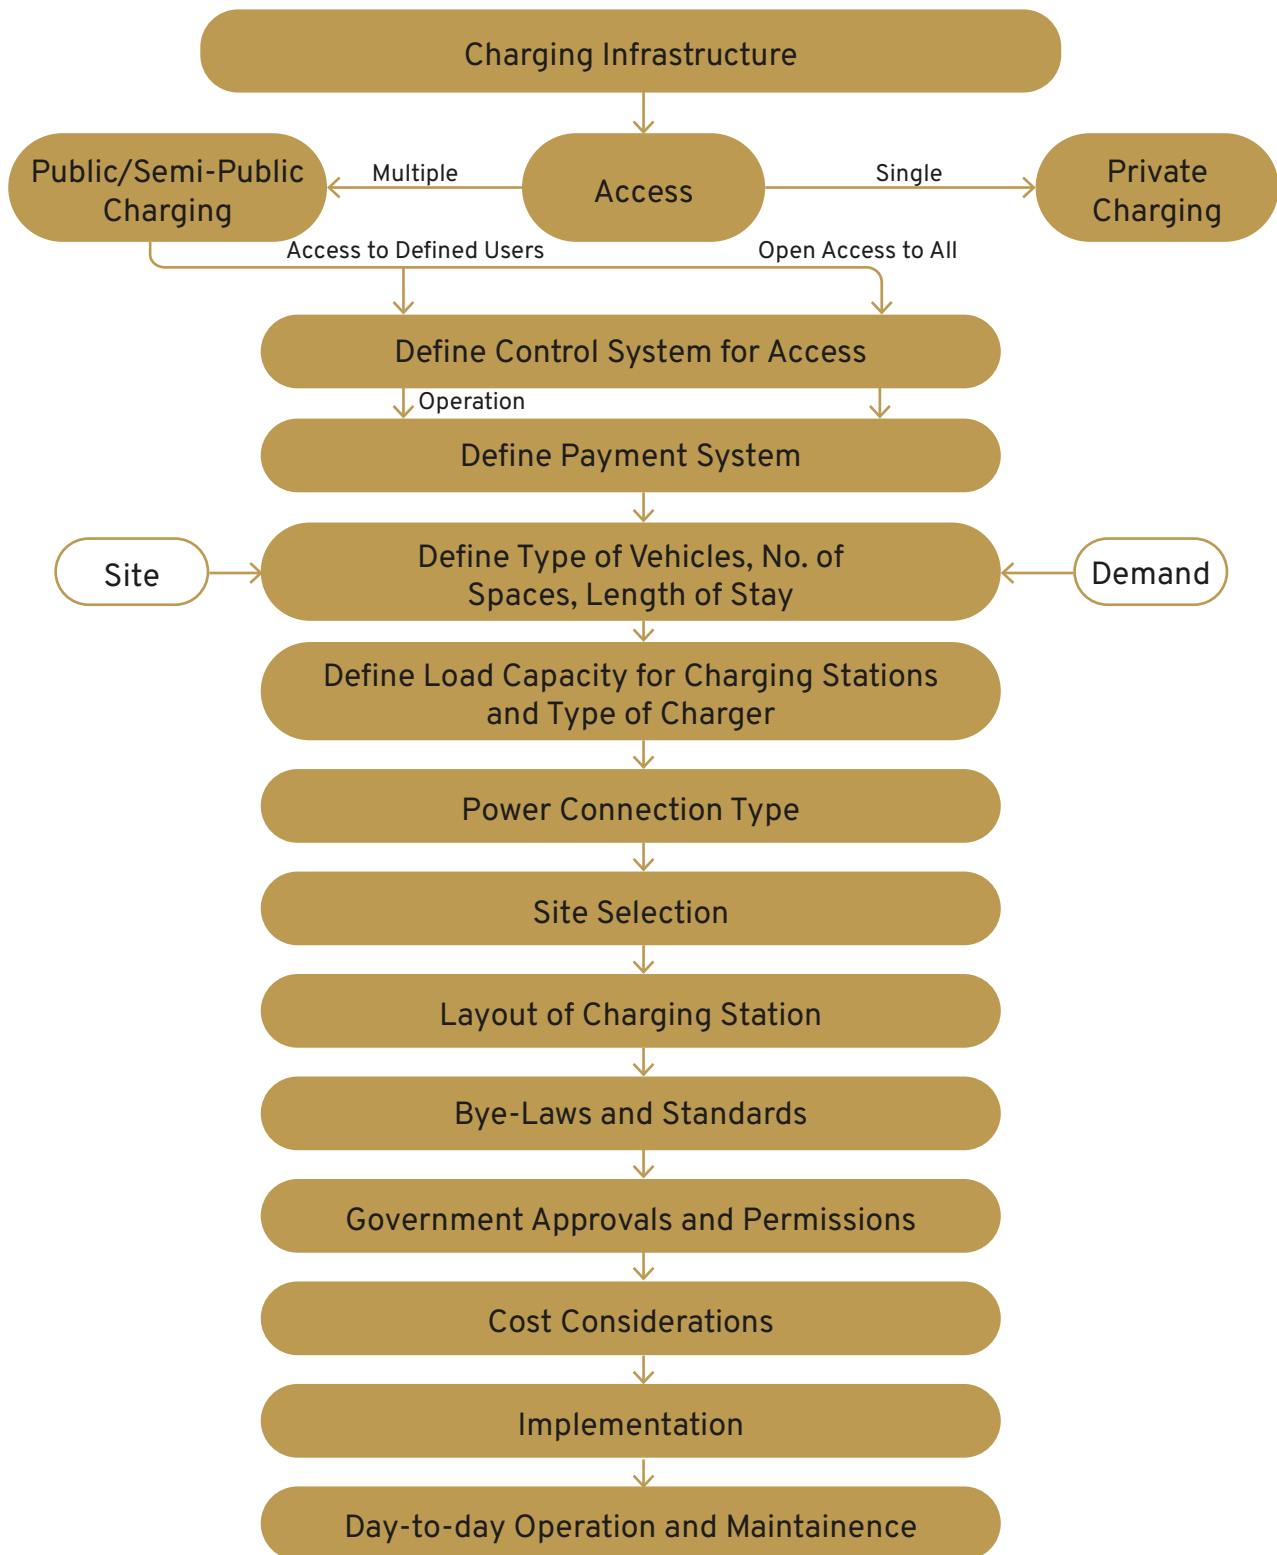 Charging Infrastructure
Public/Semi-Public
Charging
Multiple
Access
Single
Private
Charging
Access to Defined Users
Open Access to All
Define Control System for Access
Operation
Define Payment System
Site
Define Type of Vehicles, No. of
Spaces, Length of Stay
Demand
Define Load Capacity for Charging Stations
and Type of Charger
Power Connection Type
Site Selection
Layout of Charging Station
Bye-Laws and Standards
Government Approvals and Permissions
Cost Considerations
Implementation
Day-to-day Operation and Maintainence